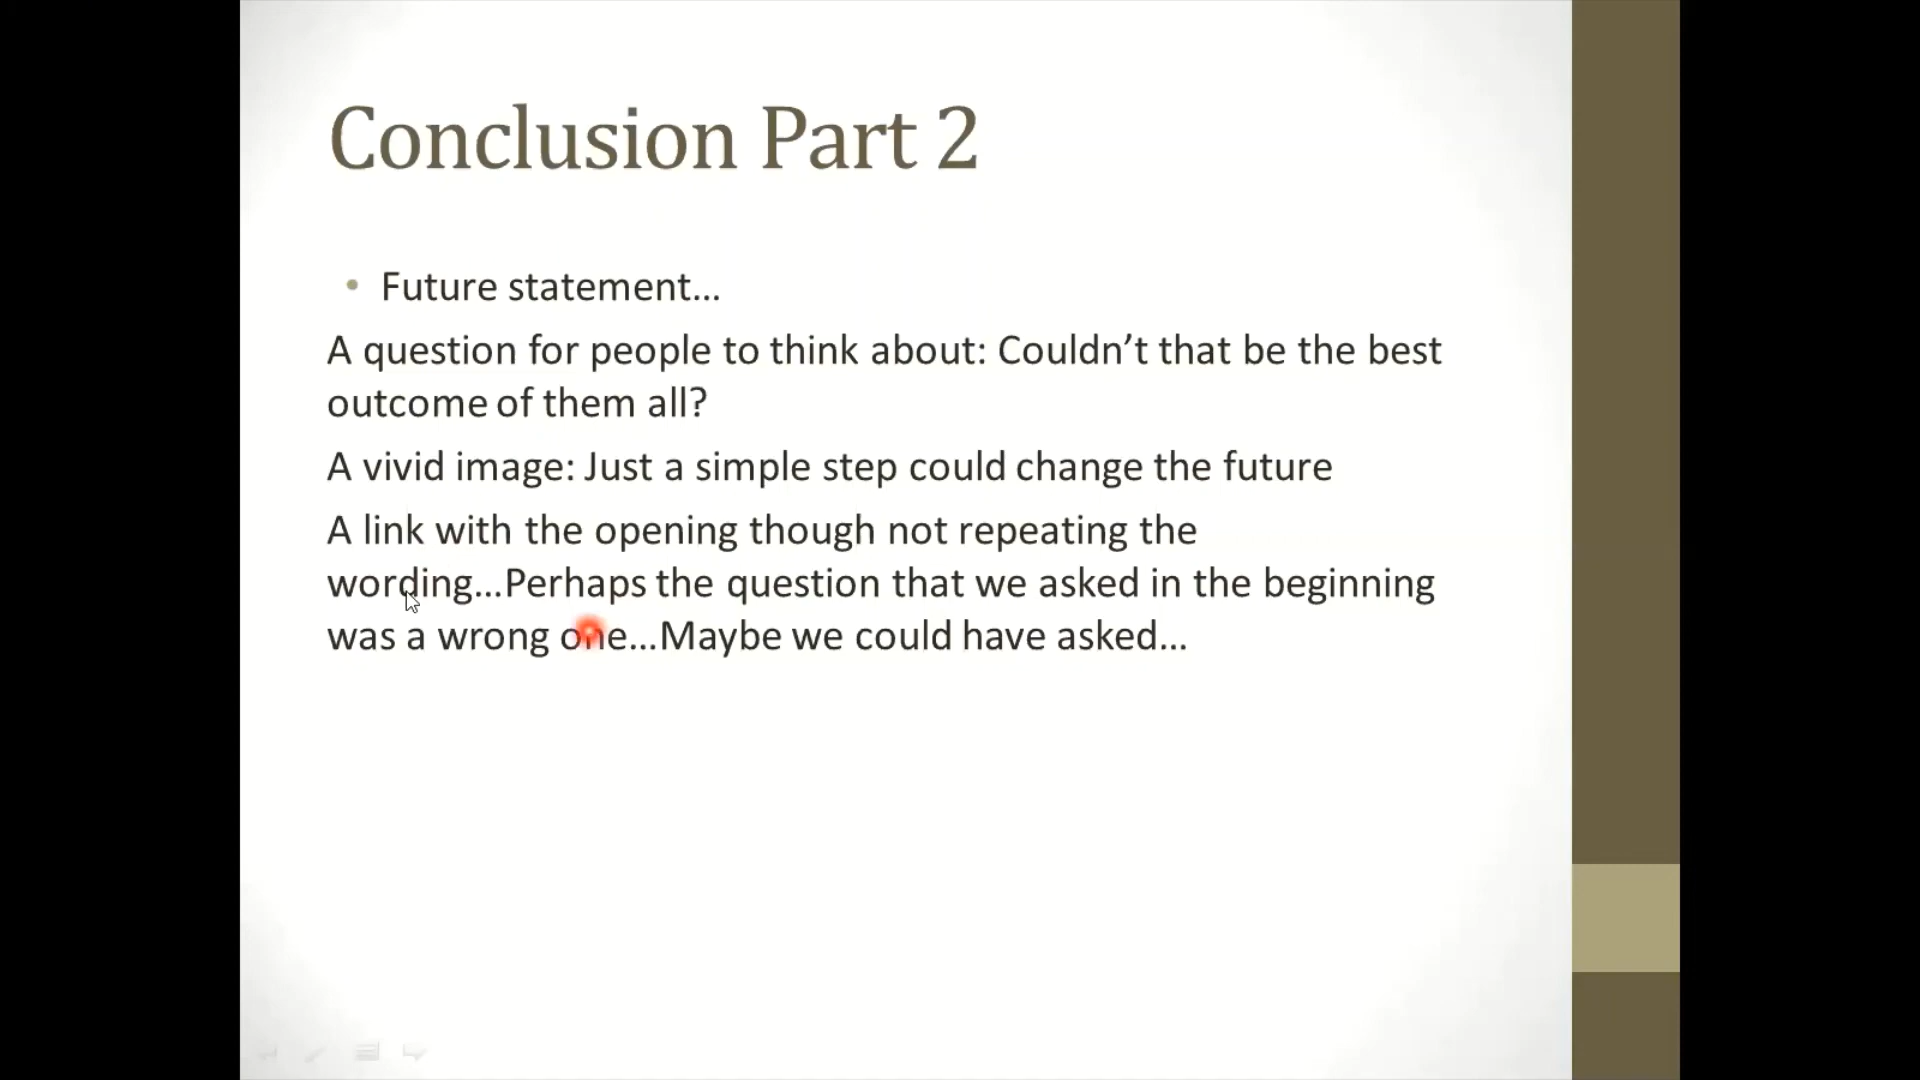 Conclusion Part 2
• Future statement…
A question for people to think about: Couldn’t that be the best
outcome of them all?
A vivid image: Just a simple step could change the future
A link with the opening though not repeating the
wording…Perhaps the question that we asked in the beginning
was a wrong one…Maybe we could have asked…